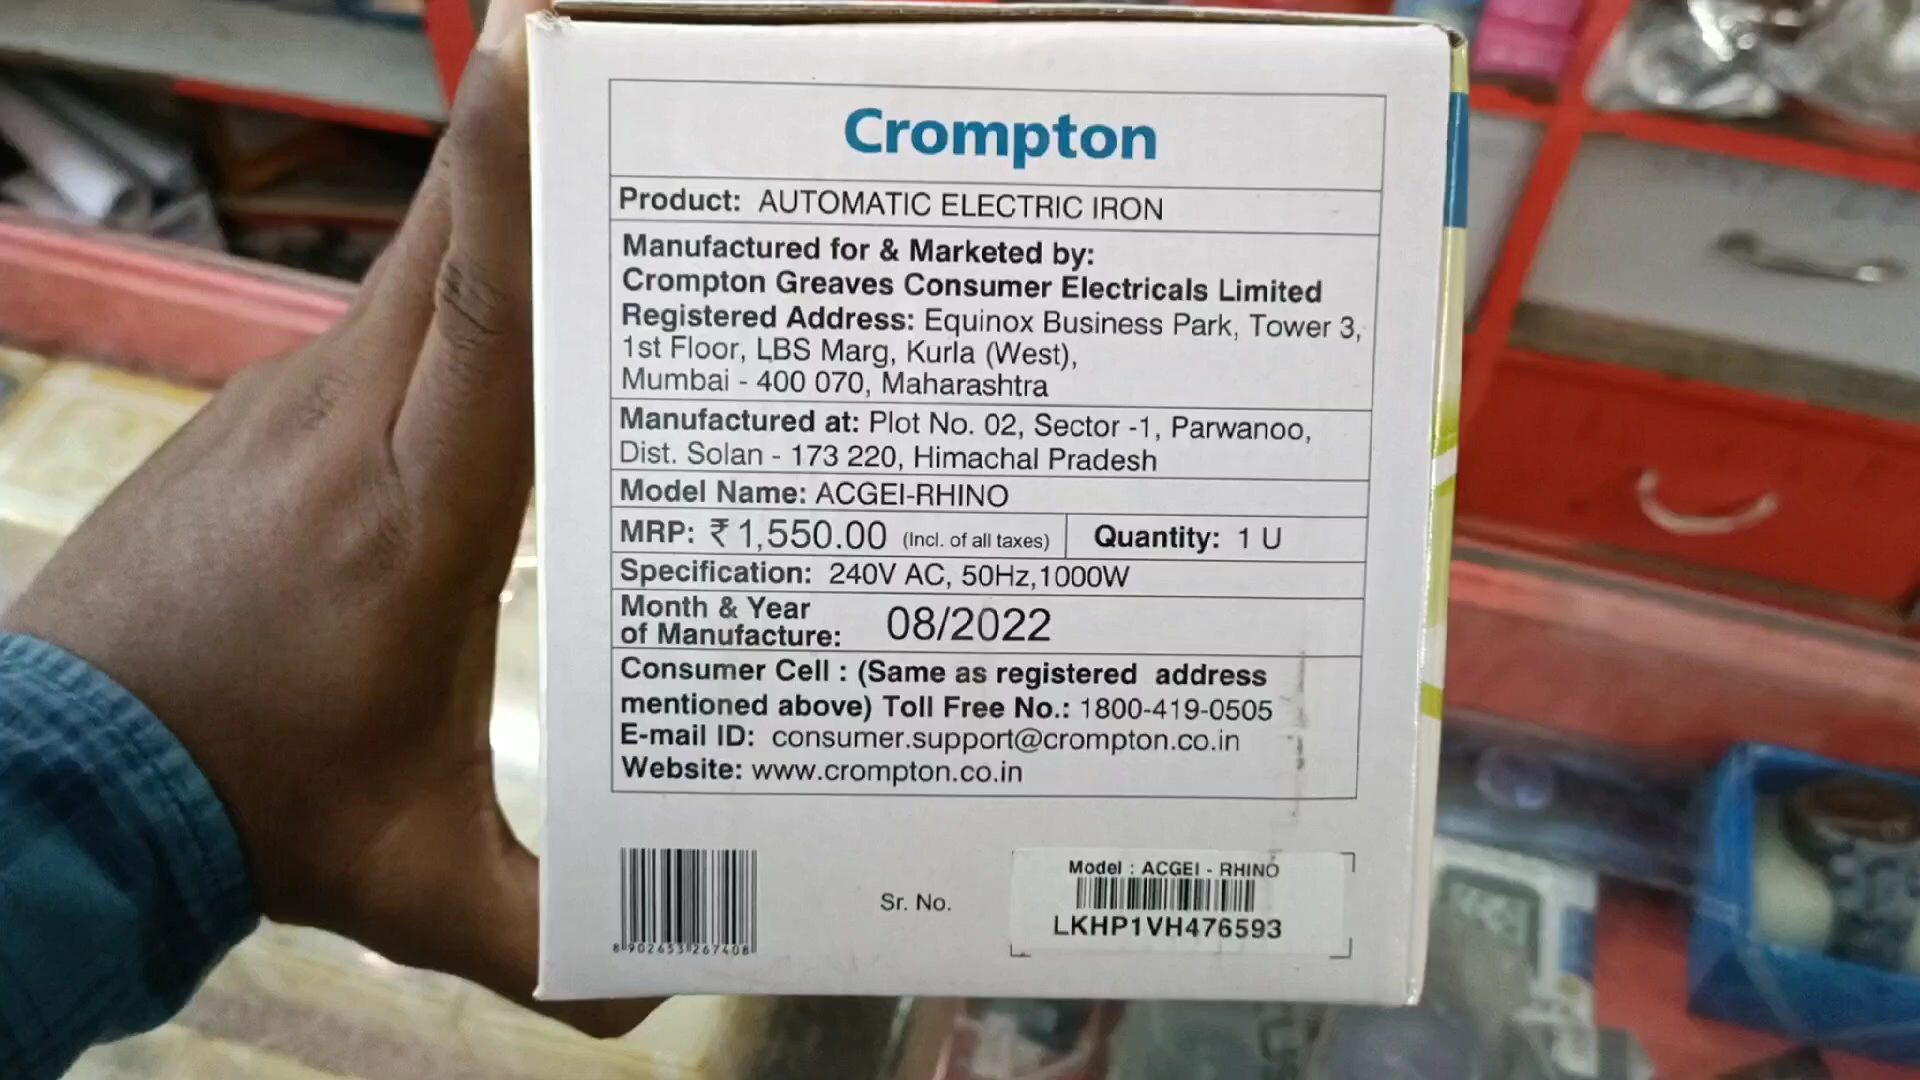 Crompton
Product: AUTOMATIC ELECTRIC IRON
Manufactured for & Marketed by:
Crompton Greaves Consumer Electricals Limited
Registered Address: Equinox Business Park, Tower 3,
1st Floor, LBS Marg, Kurla (West),
Mumbai - 400 070, Maharashtra
Manufactured at: Plot No. 02, Sector -1, Parwanoo,
Dist. Solan - 173 220, Himachal Pradesh
Model Name: ACGEI-RHINO
MRP: ₹ 1,550.00 (Incl. of all taxes) Quantity: 1 U
Specification: 240V AC, 50Hz,1000W
Month & Year
of Manufacture: 08/2022
Consumer Cell : (Same as registered address
mentioned above) Toll Free No.: 1800-419-0505
E-mail ID: consumer.support@crompton.co.in
Website: www.crompton.co.in
Model : ACGEI - RHINO
Sr. No.
LKHP1VH476593
8 902653 267408